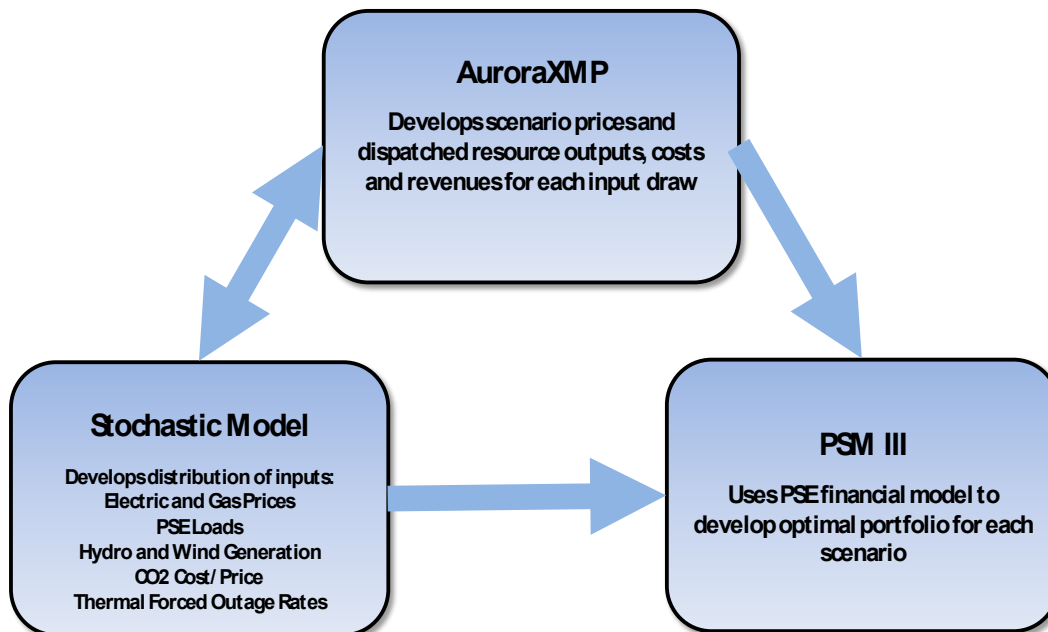 AuroraXMP
Develops scenario prices and
dispatched resource outputs, costs
and revenues for each input draw
Stochastic Model
Develops distribution of inputs:
Electric and Gas Prices
PSE Loads
Hydro and Wind Generation
CO2 Cost/ Price
Thermal Forced Outage Rates
PSM III
Uses PSE financial model to
develop optimal portfolio for each
scenario